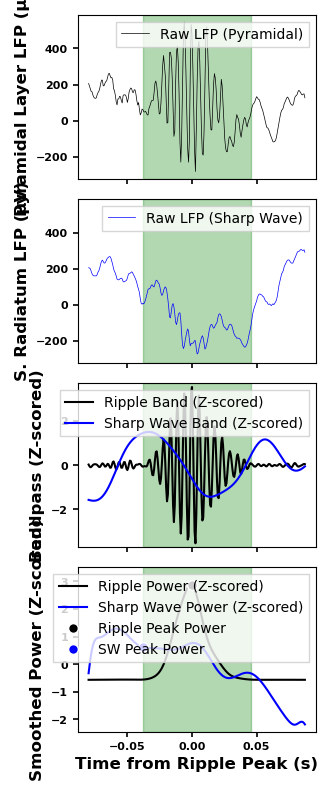 Pyramidal Layer LFP (μ
Raw LFP (Pyramidal)
400
200
0
−200
S. Radiatum LFP (μV)
Raw LFP (Sharp Wave)
400
200
0
−200
Bandpass (Z-scored)
Ripple Band (Z-scored)
Sharp Wave Band (Z-scored)
2
0
−2
Smoothed Power (Z-scored)
Ripple Power (Z-scored)
Sharp Wave Power (Z-scored)
Ripple Peak Power
SW Peak Power
3
2
1
0
−1
−2
−0.05 0.00 0.05
Time from Ripple Peak (s)